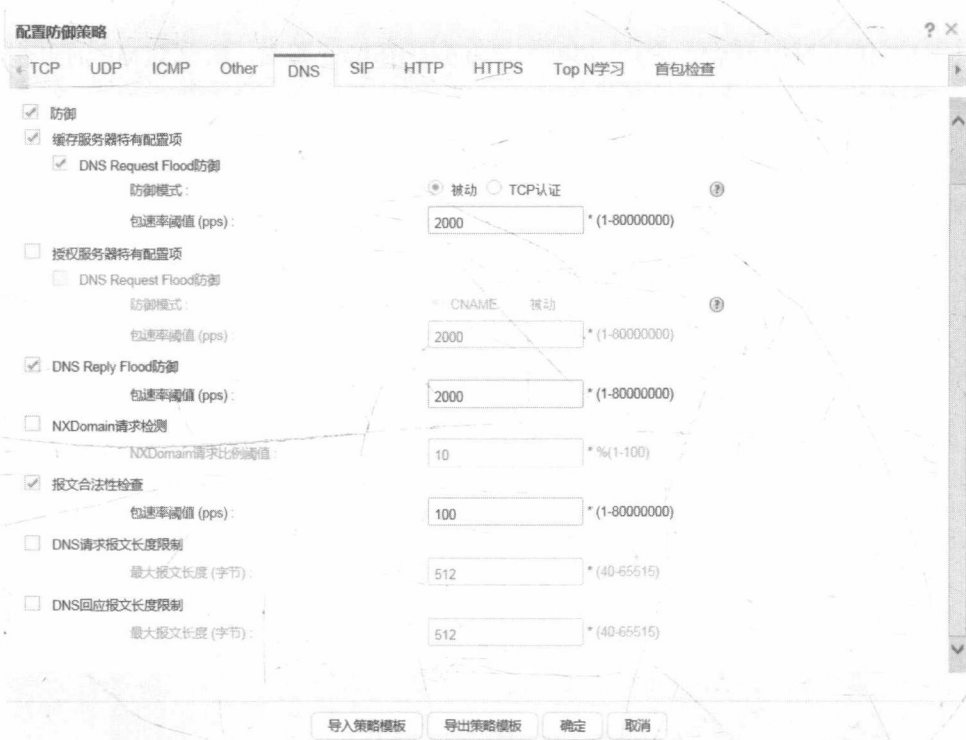 配置防御策略 ? ×
TCP UDP ICMP Other DNS SIP HTTP HTTPS Top N学习 首包检查
防御
缓存服务器特有配置项
DNS Request Flood防御
防御模式: 被动 TCP认证 ?
包速率阈值 (pps): 2000 * (1-80000000)
授权服务器特有配置项
DNS Request Flood防御
防御模式: CNAME 被动 ?
包速率阈值 (pps): 2000 * (1-80000000)
DNS Reply Flood防御
包速率阈值 (pps): 2000 * (1-80000000)
NXDomain请求检测
NXDomain请求比例阈值: 10 * %(1-100)
报文合法性检查
包速率阈值 (pps): 100 * (1-80000000)
DNS请求报文长度限制
最大报文长度 (字节): 512 * (40-65515)
DNS回应报文长度限制
最大报文长度 (字节): 512 * (40-65515)
导入策略模板 导出策略模板 确定 取消